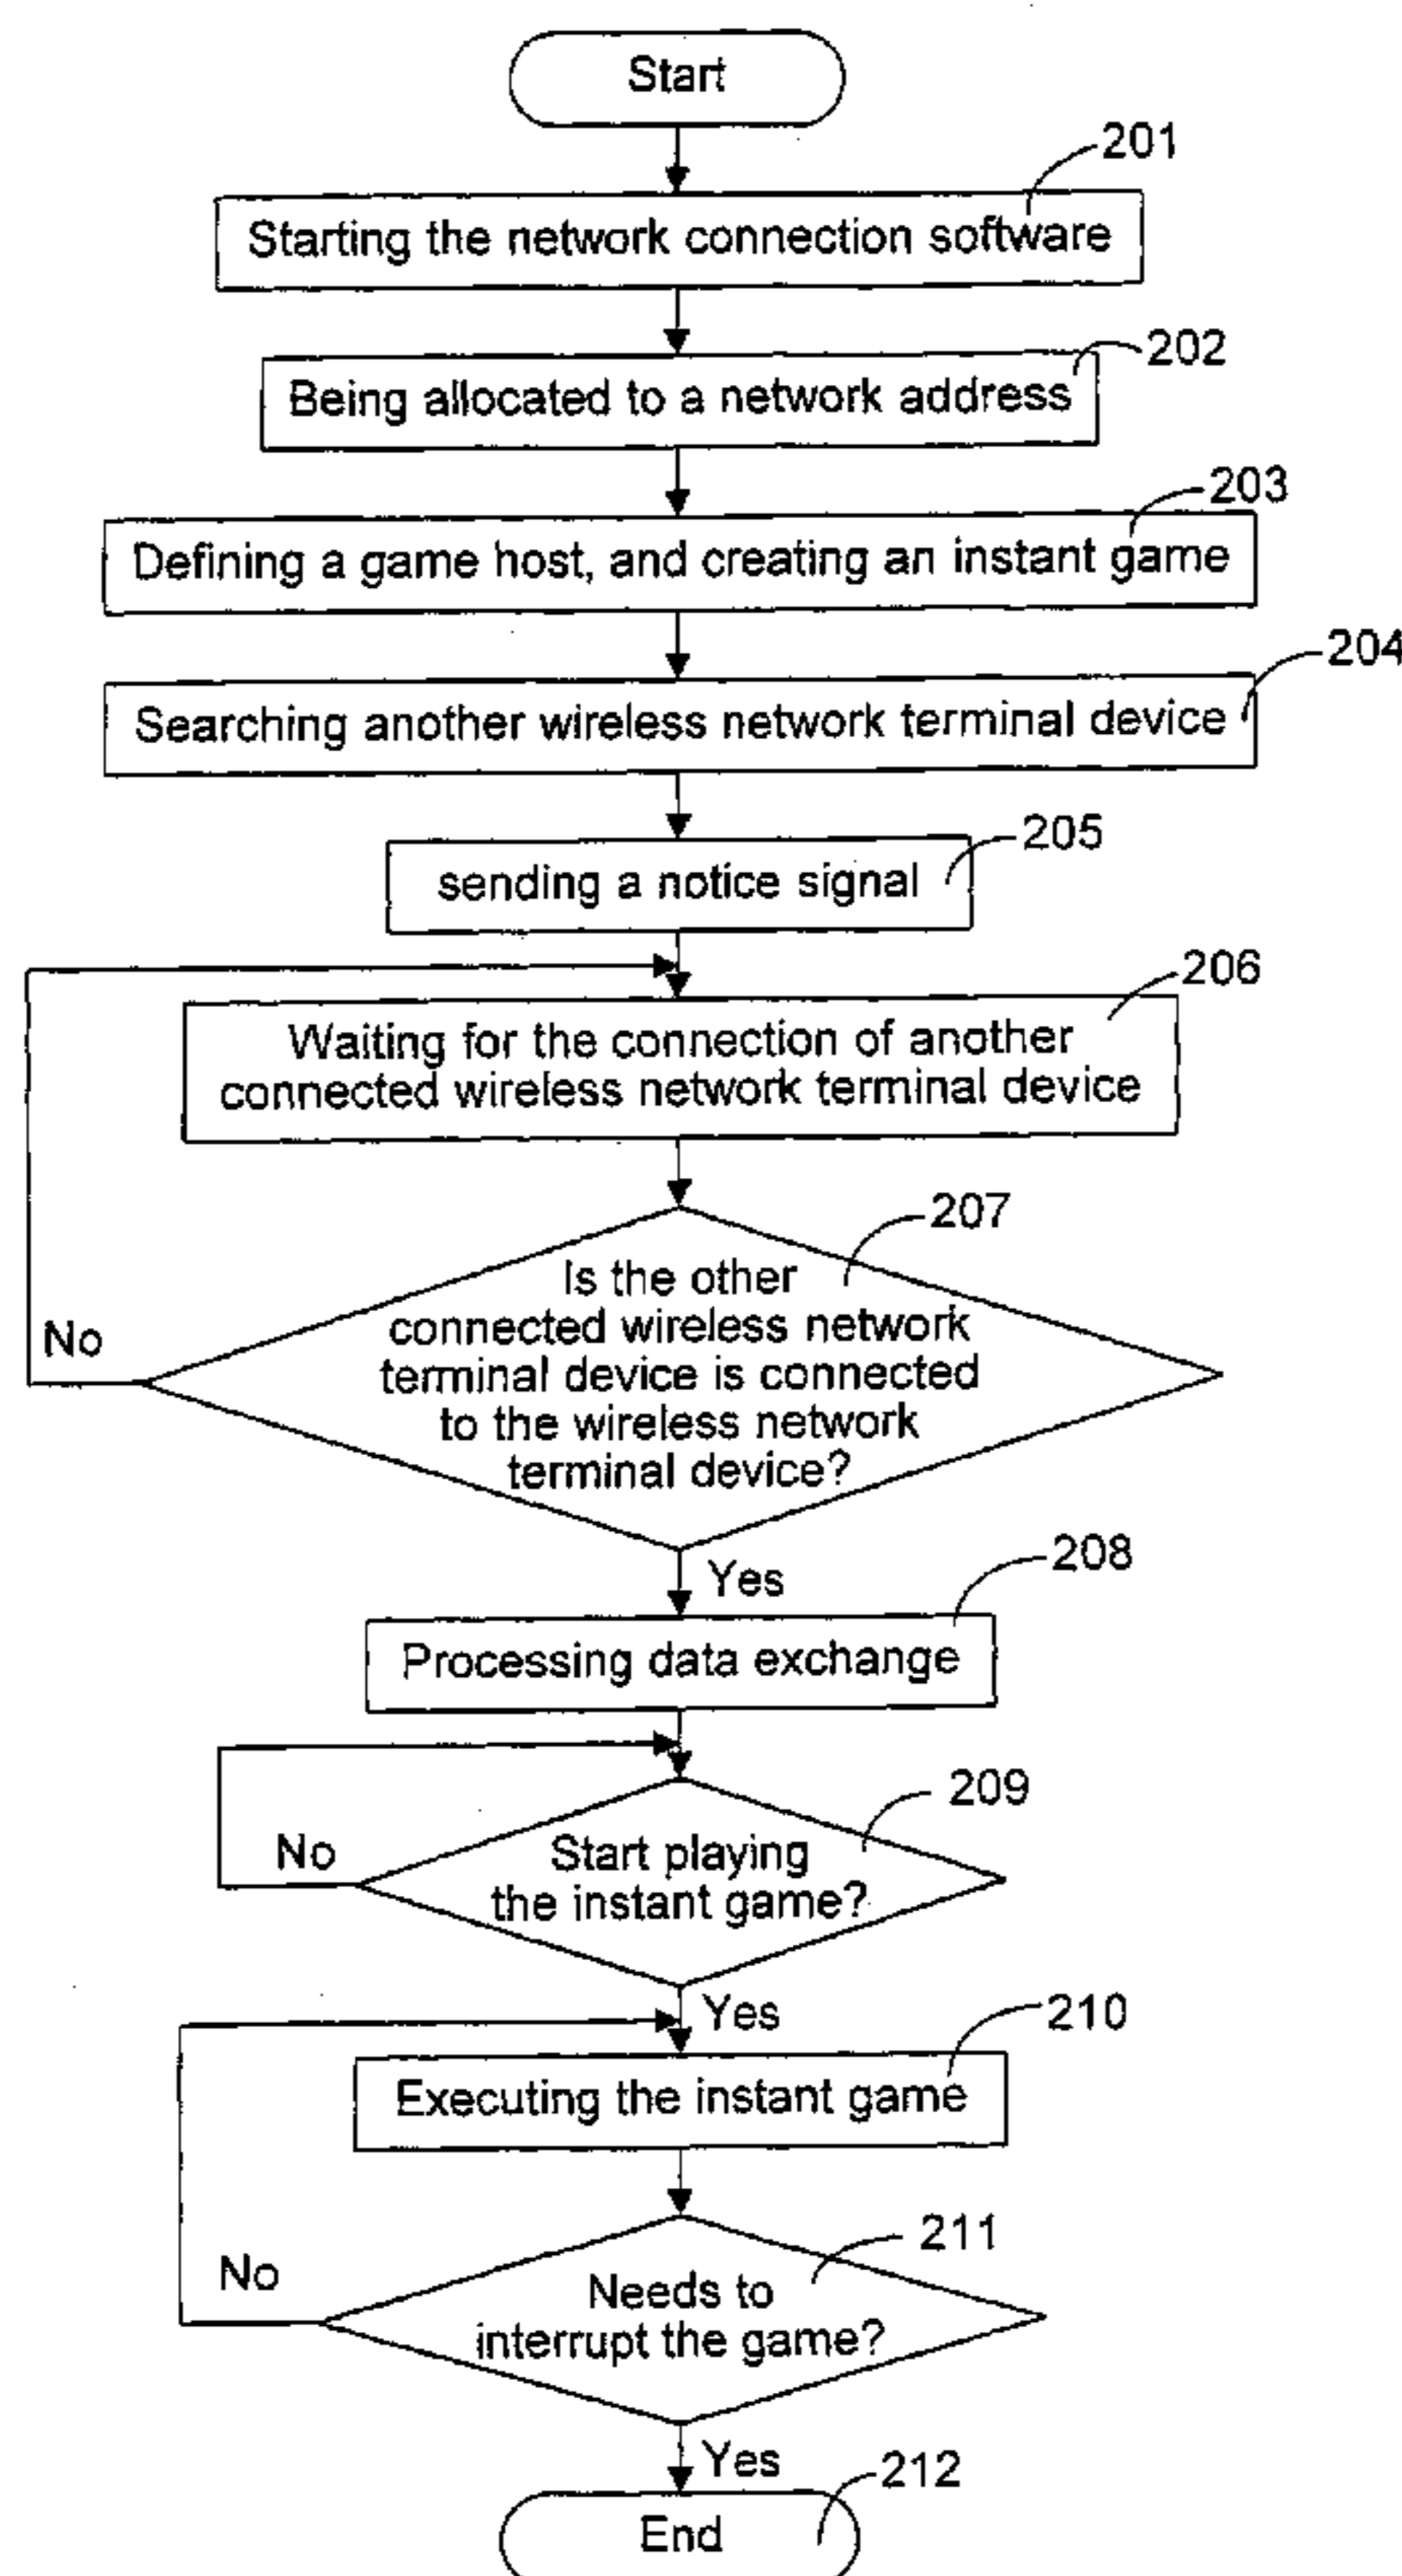 Start
201
Starting the network connection software
202
Being allocated to a network address
203
Defining a game host, and creating an instant game
204
Searching another wireless network terminal device
205
sending a notice signal
206
Waiting for the connection of another
connected wireless network terminal device
207
Is the other
connected wireless network
terminal device is connected
to the wireless network
terminal device?
No
Yes
208
Processing data exchange
209
Start playing
the instant game?
No
Yes
210
Executing the instant game
211
Needs to
interrupt the game?
No
Yes
212
End